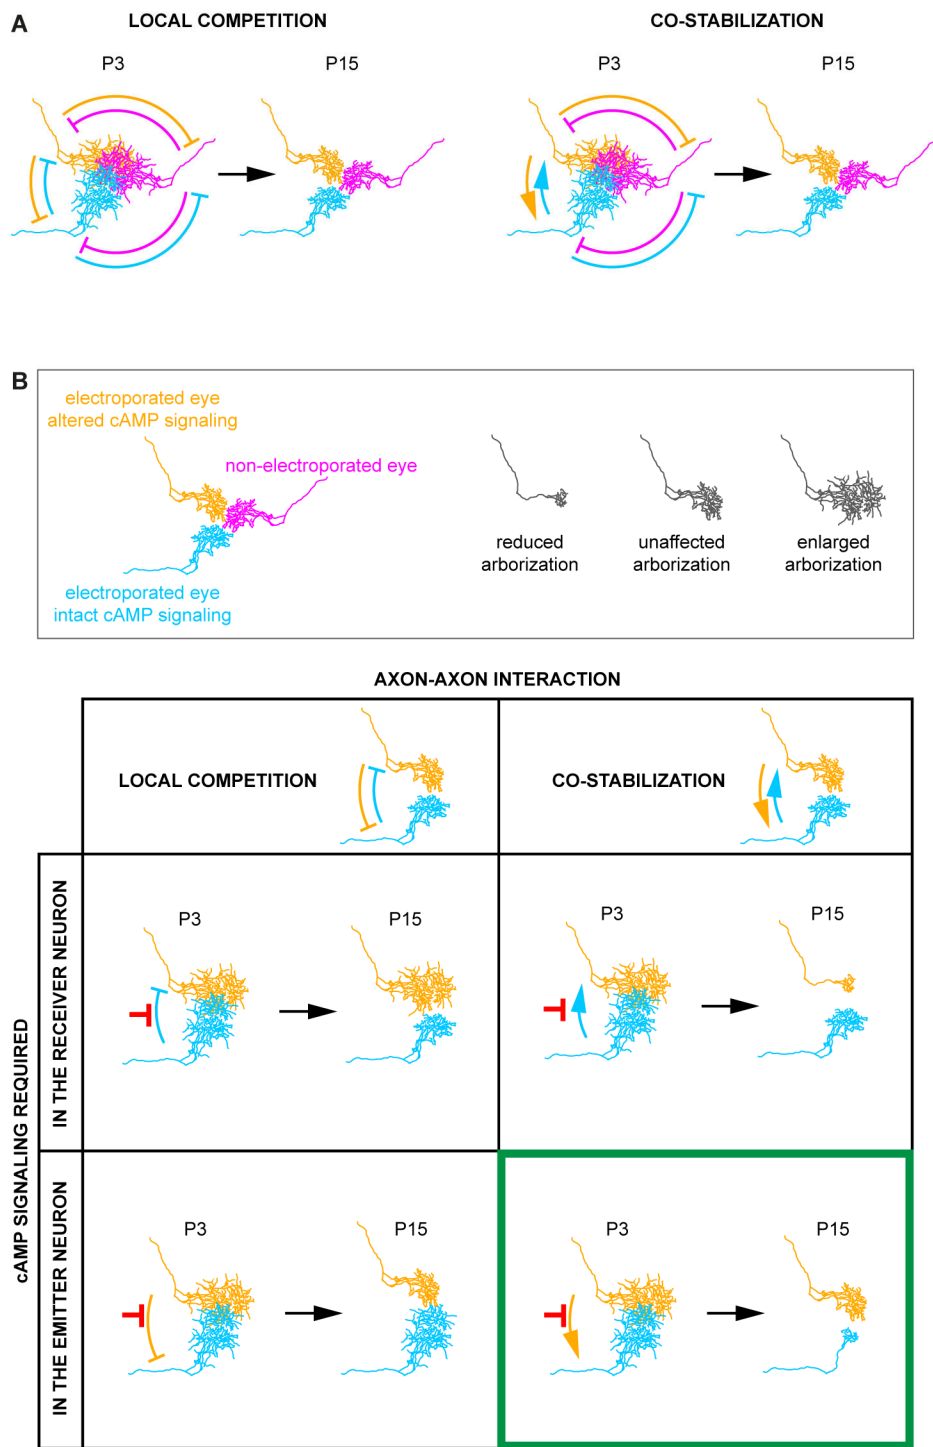 A
LOCAL COMPETITION
CO-STABILIZATION
P3
P15
P3
P15
B
electroporated eye
altered cAMP signaling
non-electroporated eye
electroporated eye
intact cAMP signaling
reduced
arborization
unaffected
arborization
enlarged
arborization
AXON-AXON INTERACTION
LOCAL COMPETITION
CO-STABILIZATION
cAMP SIGNALING REQUIRED
IN THE RECEIVER NEURON
P3
P15
P3
P15
IN THE EMITTER NEURON
P3
P15
P3
P15